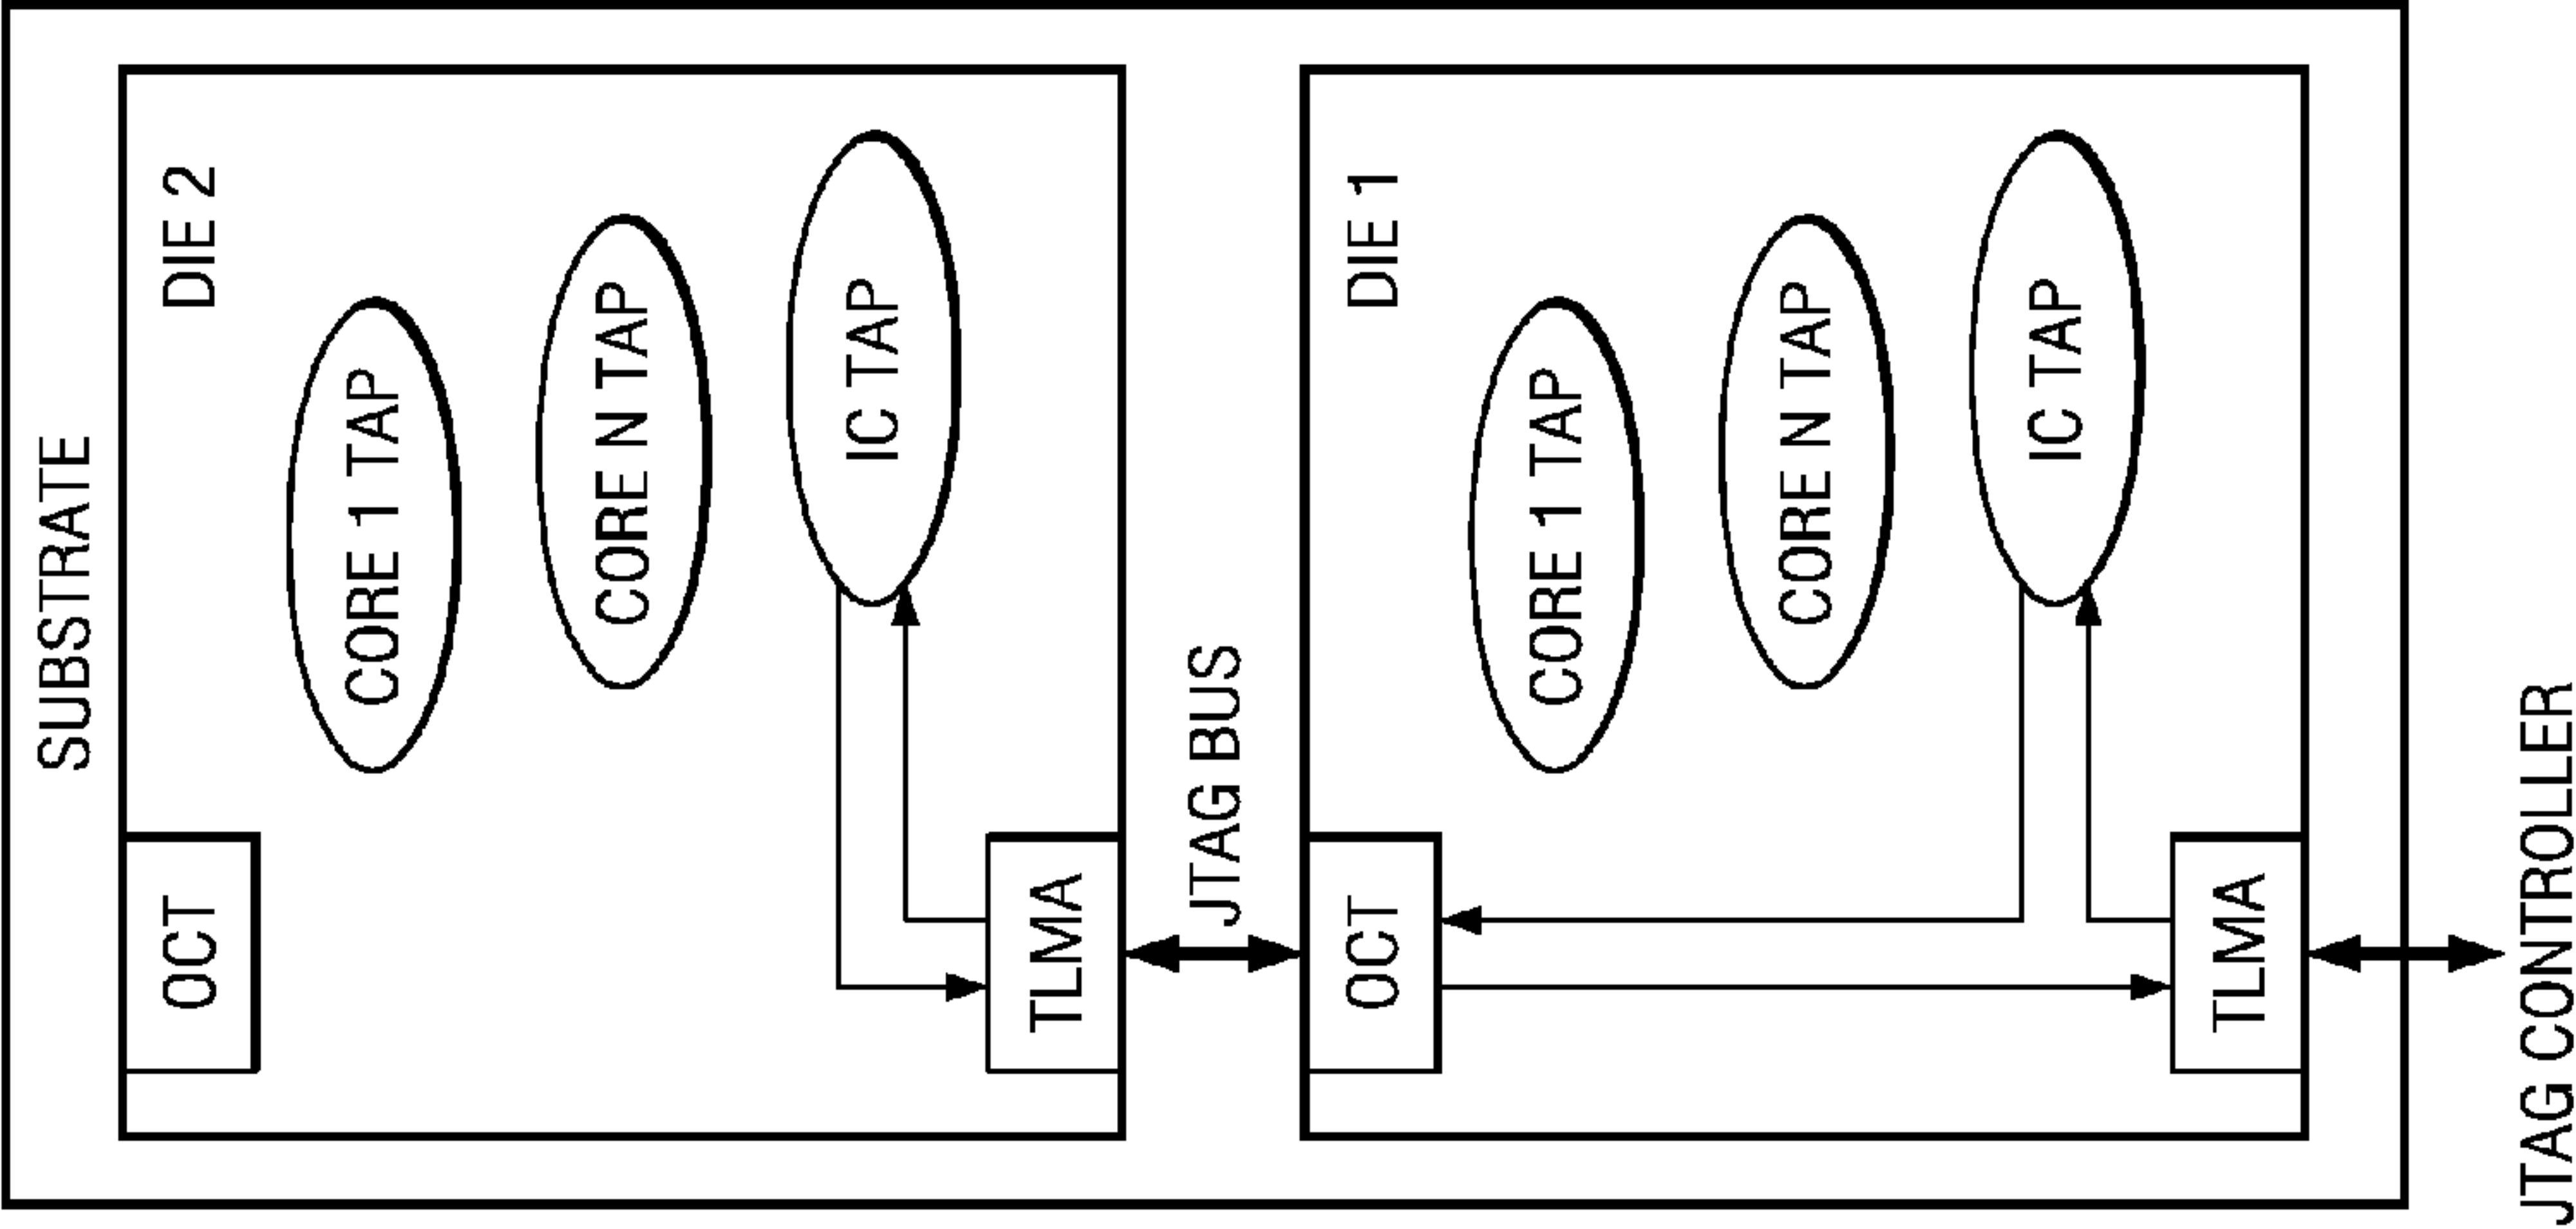 SUBSTRATE
OCT
DIE 2
CORE 1 TAP
CORE N TAP
IC TAP
TLMA
JTAG BUS
OCT
DIE 1
CORE 1 TAP
CORE N TAP
IC TAP
TLMA
JTAG CONTROLLER